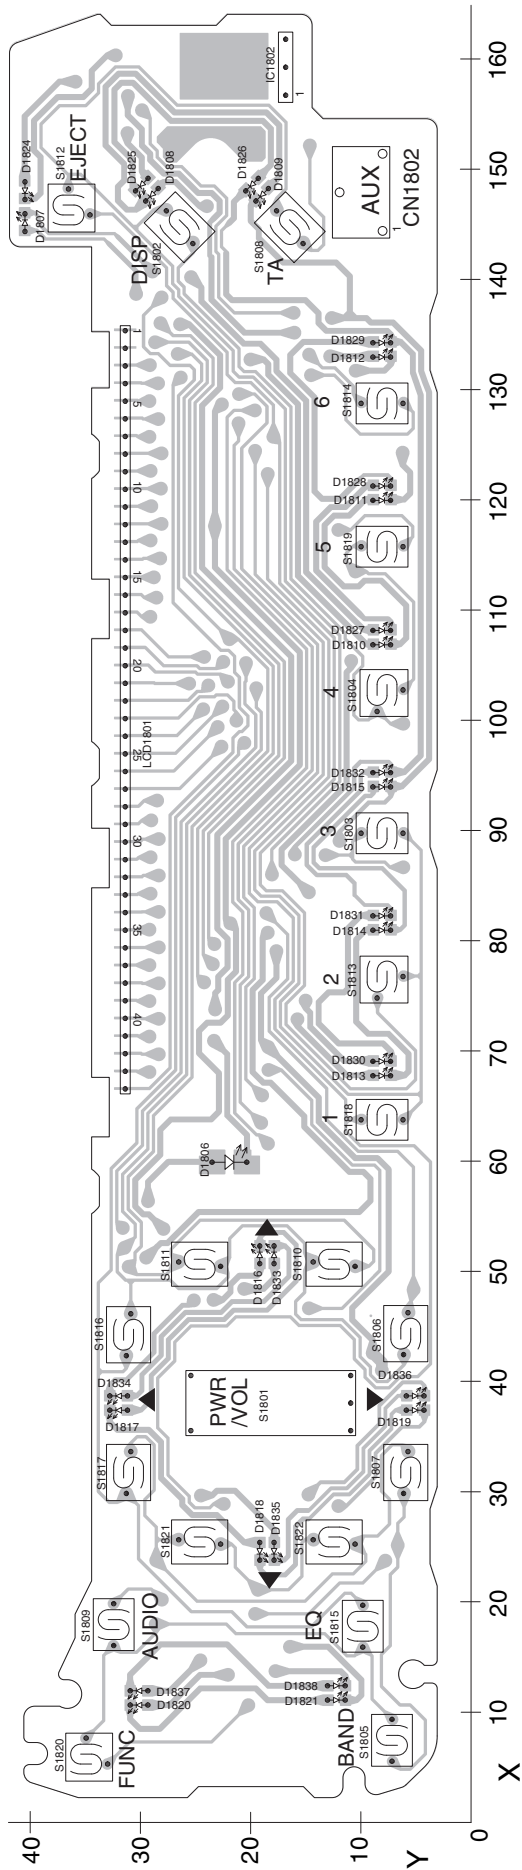 160
150
140
130
120
110
100
90
80
70
60
50
40
30
20
10
0
X
40
30
20
10
Y
IC1802
1
D1824
S1812
EJECT
D1807
D1825
D1808
D1826
D1809
DISP
S1802
S1808
TA
AUX
CN1802
1
D1829
D1812
6
S1814
D1828
D1811
5
S1819
D1827
D1810
4
S1804
D1832
D1815
3
S1803
D1831
D1814
2
S1813
D1830
D1813
1
S1818
1
5
10
15
20
LCD1801
25
30
35
40
D1806
S1811
D1816
D1833
S1810
S1816
S1806
D1834
D1817
D1836
D1819
PWR
/VOL
S1801
S1817
S1807
S1821
D1818
D1835
S1822
S1809
AUDIO
EQ
S1815
D1837
D1820
D1838
D1821
S1820
FUNC
BAND
S1805